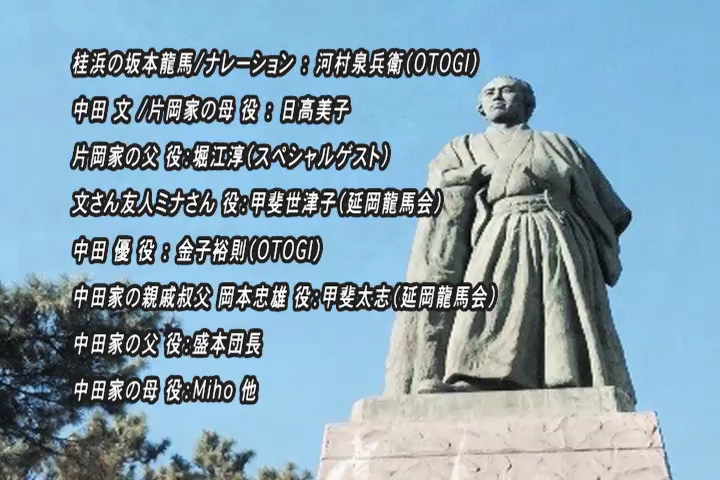 桂浜の坂本龍馬/ナレーション : 河村泉兵衛(OTOGI)
中田 文 /片岡家の母 役 : 日髙美子
片岡家の父 役:堀江淳(スペシャルゲスト)
文さん友人ミナさん 役:甲斐世津子(延岡龍馬会)
中田 優 役 : 金子裕則(OTOGI)
中田家の親戚叔父 岡本忠雄 役:甲斐太志(延岡龍馬会)
中田家の父 役:盛本団長
中田家の母 役:Miho 他